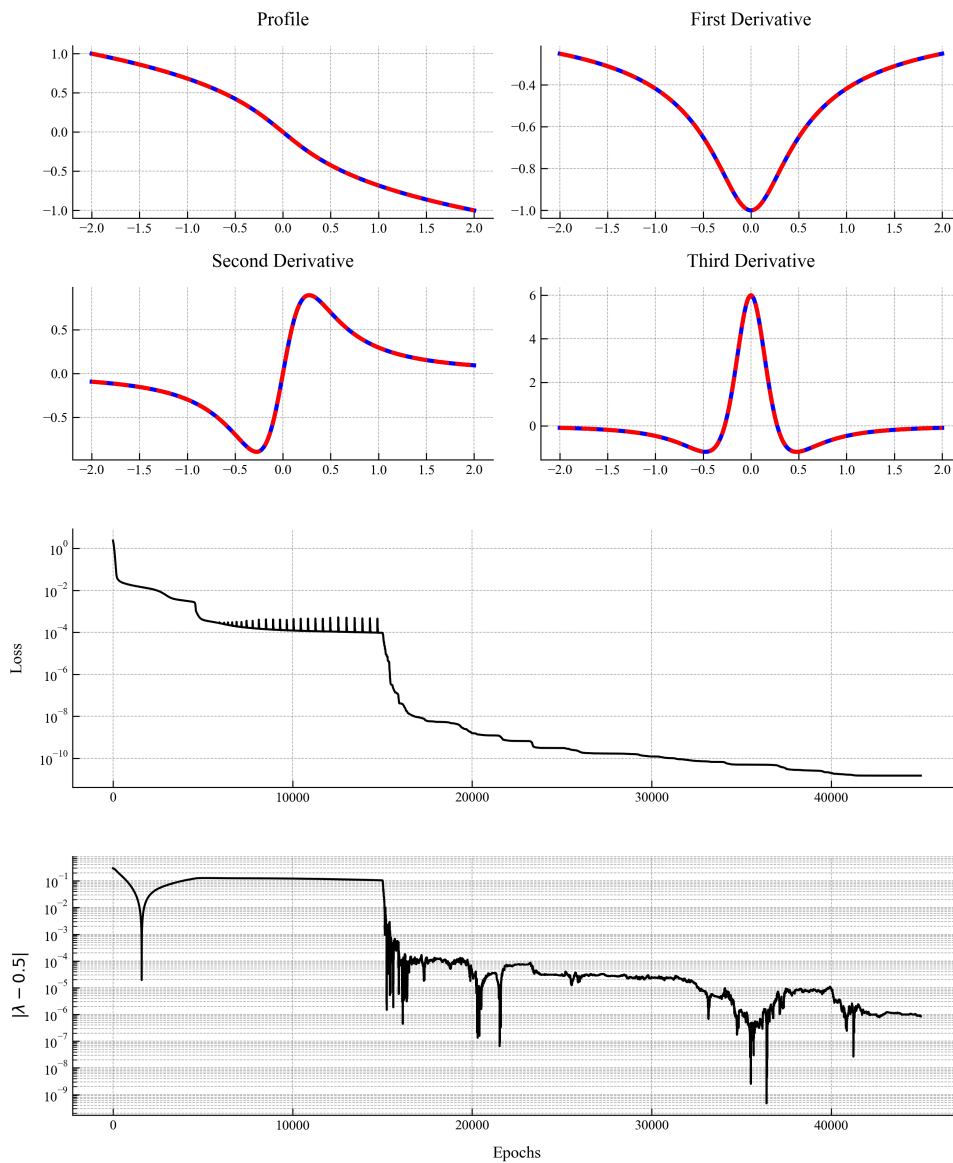 Profile
First Derivative
1.0
0.5
0.0
−0.5
−1.0
−2.0 −1.5 −1.0 −0.5 0.0 0.5 1.0 1.5 2.0
−0.4
−0.6
−0.8
−1.0
−2.0 −1.5 −1.0 −0.5 0.0 0.5 1.0 1.5 2.0
Second Derivative
Third Derivative
0.5
0.0
−0.5
−2.0 −1.5 −1.0 −0.5 0.0 0.5 1.0 1.5 2.0
6
4
2
0
−2.0 −1.5 −1.0 −0.5 0.0 0.5 1.0 1.5 2.0
Loss
10⁰
10⁻²
10⁻⁴
10⁻⁶
10⁻⁸
10⁻¹⁰
0 10000 20000 30000 40000
|λ − 0.5|
10⁻¹
10⁻²
10⁻³
10⁻⁴
10⁻⁵
10⁻⁶
10⁻⁷
10⁻⁸
10⁻⁹
0 10000 20000 30000 40000
Epochs